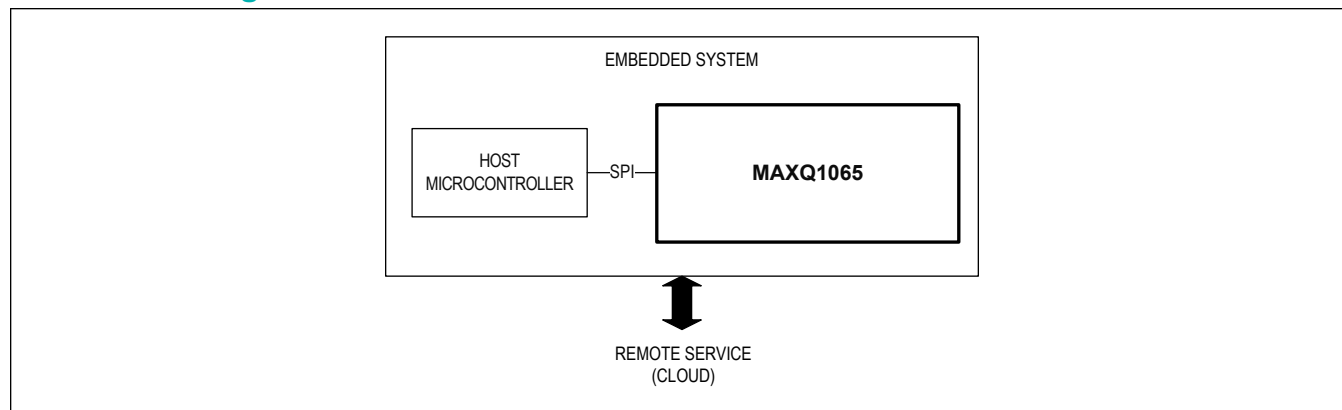 EMBEDDED SYSTEM
HOST
MICROCONTROLLER
SPI
MAXQ1065
REMOTE SERVICE
(CLOUD)